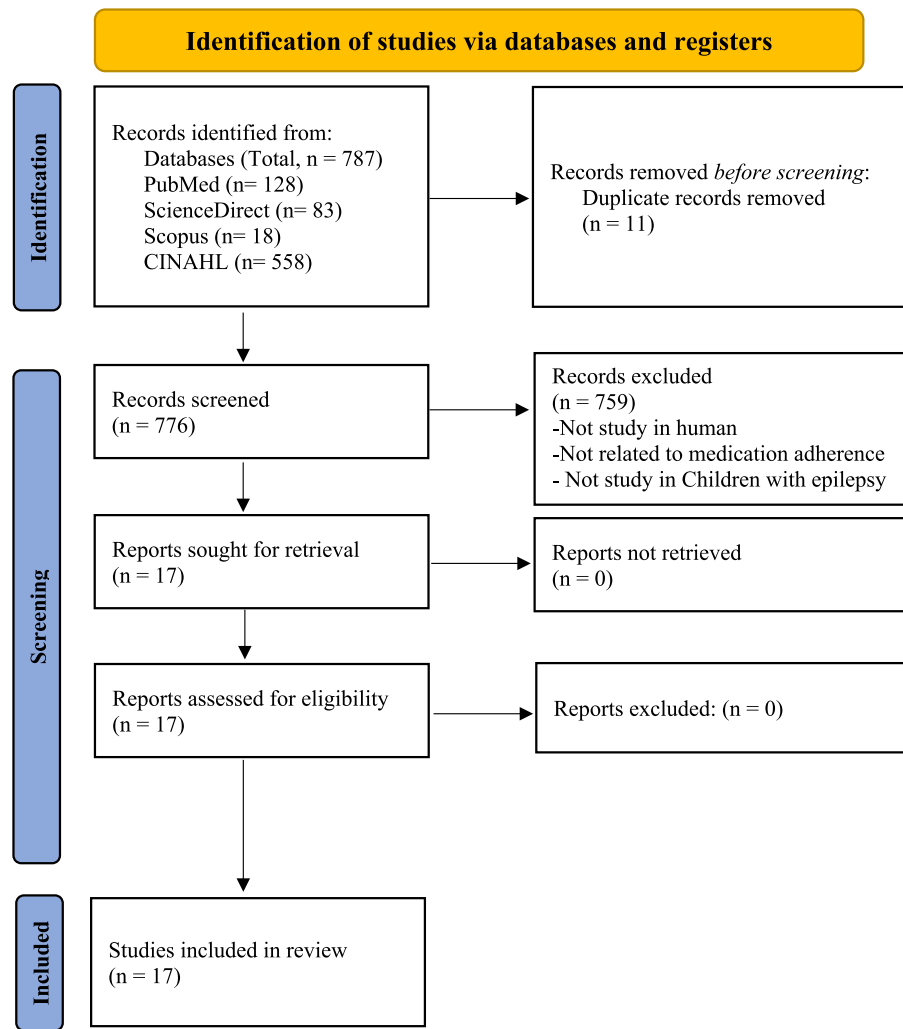 Identification of studies via databases and registers
Identification
Records identified from:
Databases (Total, n = 787)
PubMed (n= 128)
ScienceDirect (n= 83)
Scopus (n= 18)
CINAHL (n= 558)
Records removed before screening:
Duplicate records removed
(n = 11)
Screening
Records screened
(n = 776)
Records excluded
(n = 759)
-Not study in human
-Not related to medication adherence
- Not study in Children with epilepsy
Reports sought for retrieval
(n = 17)
Reports not retrieved
(n = 0)
Reports assessed for eligibility
(n = 17)
Reports excluded: (n = 0)
Included
Studies included in review
(n = 17)